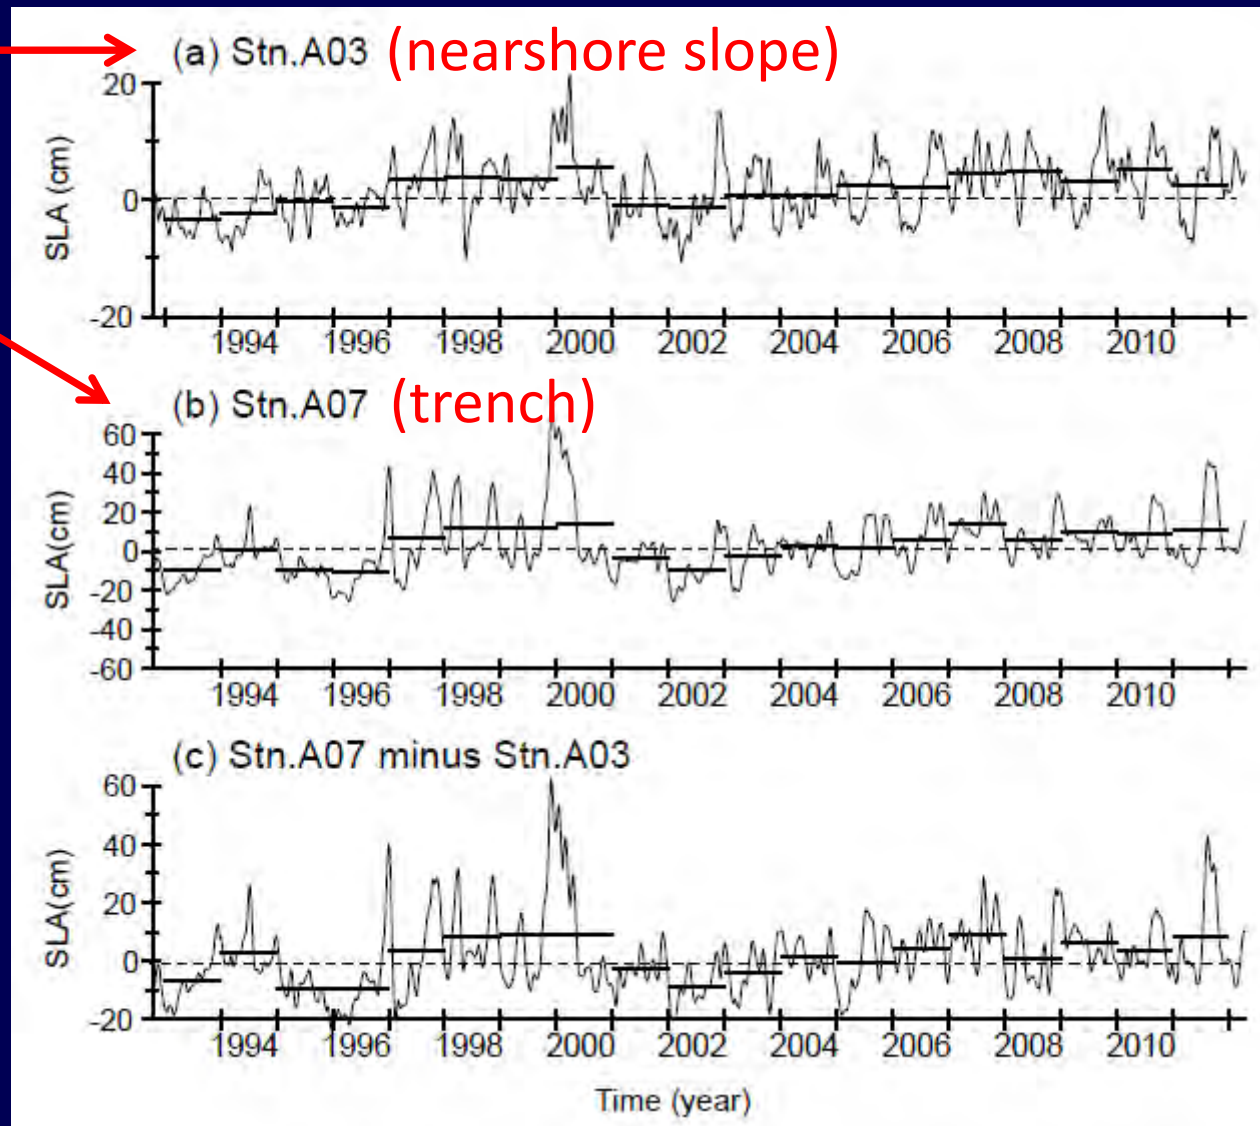 (a) Stn.A03 (nearshore slope)
20
0
-20
SLA (cm)
1994 1996 1998 2000 2002 2004 2006 2008 2010
(b) Stn.A07 (trench)
60
40
20
0
-20
-40
-60
SLA(cm)
1994 1996 1998 2000 2002 2004 2006 2008 2010
(c) Stn.A07 minus Stn.A03
60
40
20
0
-20
SLA(cm)
1994 1996 1998 2000 2002 2004 2006 2008 2010
Time (year)